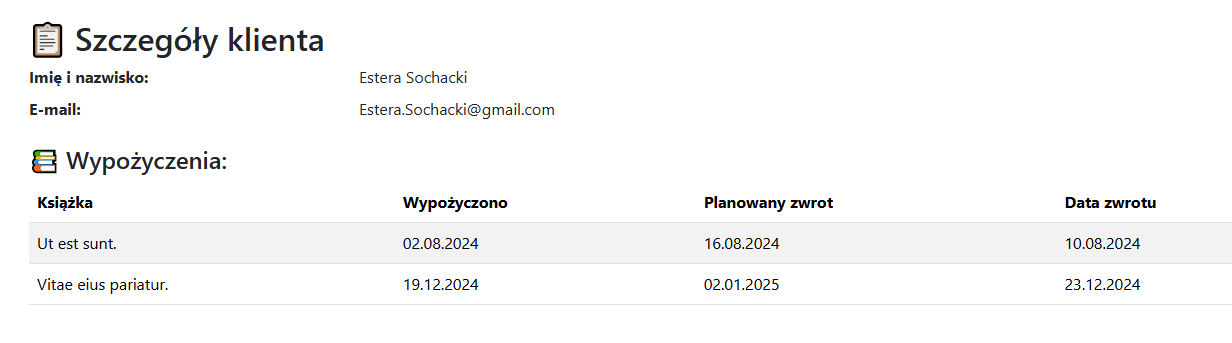 Szczegóły klienta
Imię i nazwisko: Estera Sochacki
E-mail: Estera.Sochacki@gmail.com
Wypożyczenia:
Książka Wypożyczono Planowany zwrot Data zwrotu
Ut est sunt. 02.08.2024 16.08.2024 10.08.2024
Vitae eius pariatur. 19.12.2024 02.01.2025 23.12.2024